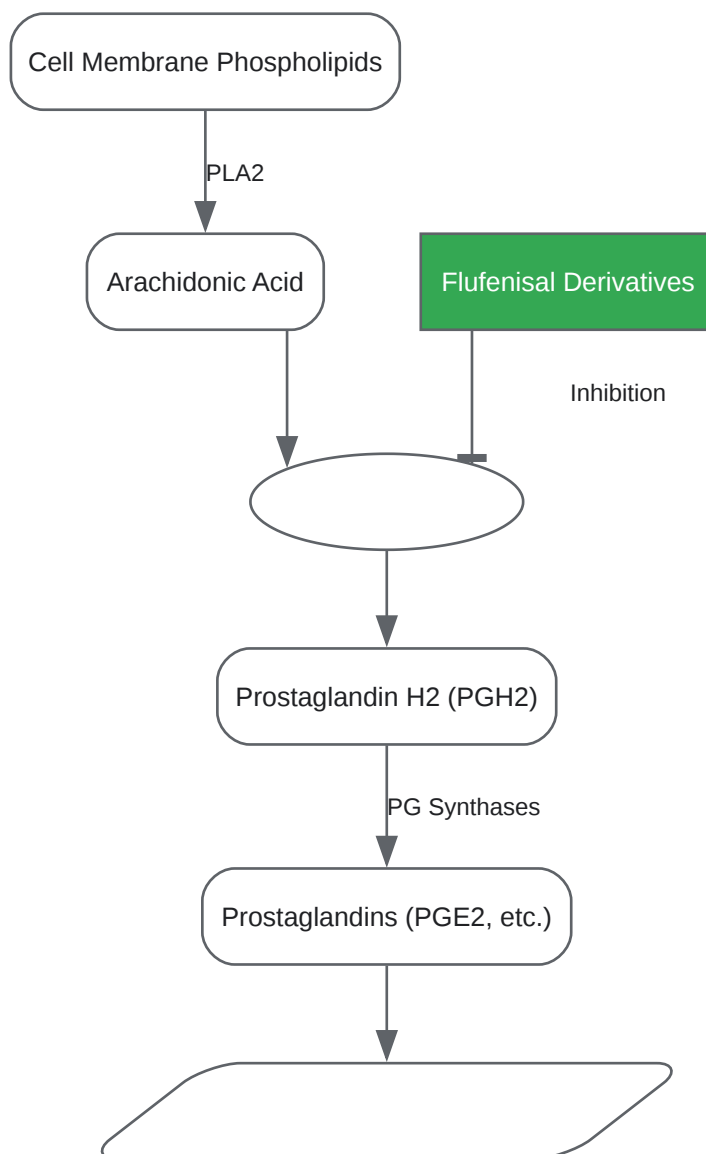 Cell Membrane Phospholipids
PLA2
Arachidonic Acid
Flufenisal Derivatives
Inhibition
Prostaglandin H2 (PGH2)
PG Synthases
Prostaglandins (PGE2, etc.)